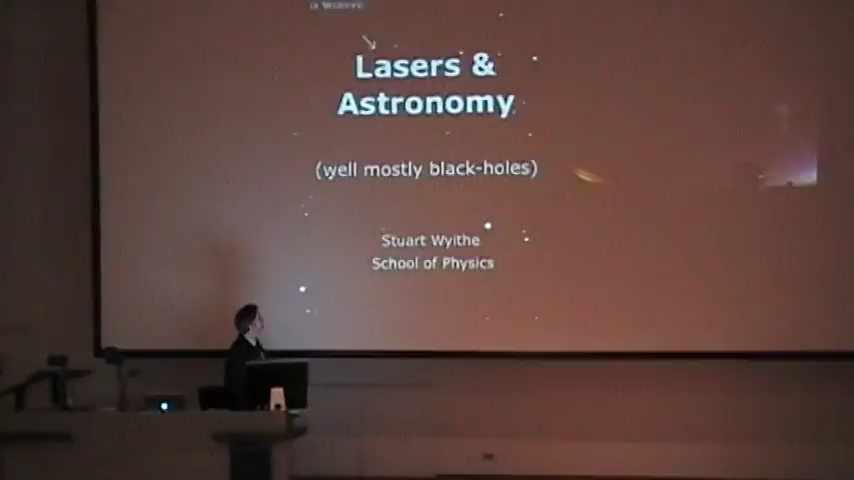 Lasers &
Astronomy
(well mostly black-holes)
Stuart Wyithe
School of Physics